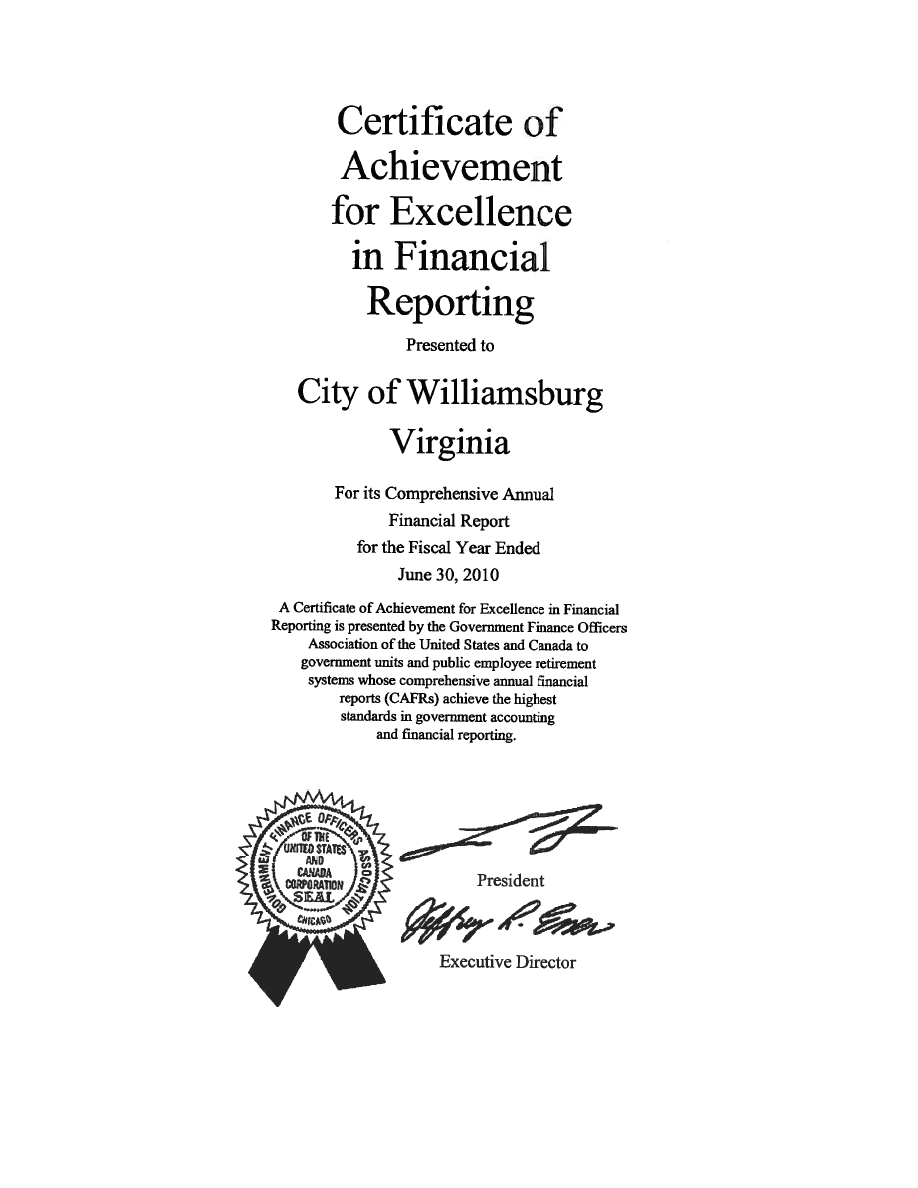 Certificate of
Achievement
for Excellence
in Financial
Reporting
Presented to
City of Williamsburg
Virginia
For its Comprehensive Annual
Financial Report
for the Fiscal Year Ended
June 30, 2010
A Certificate of Achievement for Excellence in Financial
Reporting is presented by the Government Finance Officers
Association of the United States and Canada to
government units and public employee retirement
systems whose comprehensive annual financial
reports (CAFRs) achieve the highest
standards in government accounting
and financial reporting.
GOVERNMENT FINANCE OFFICERS ASSOCIATION
OF THE
UNITED STATES
AND
CANADA
CORPORATION
SEAL
CHICAGO
President
Jeffrey R.
Executive Director